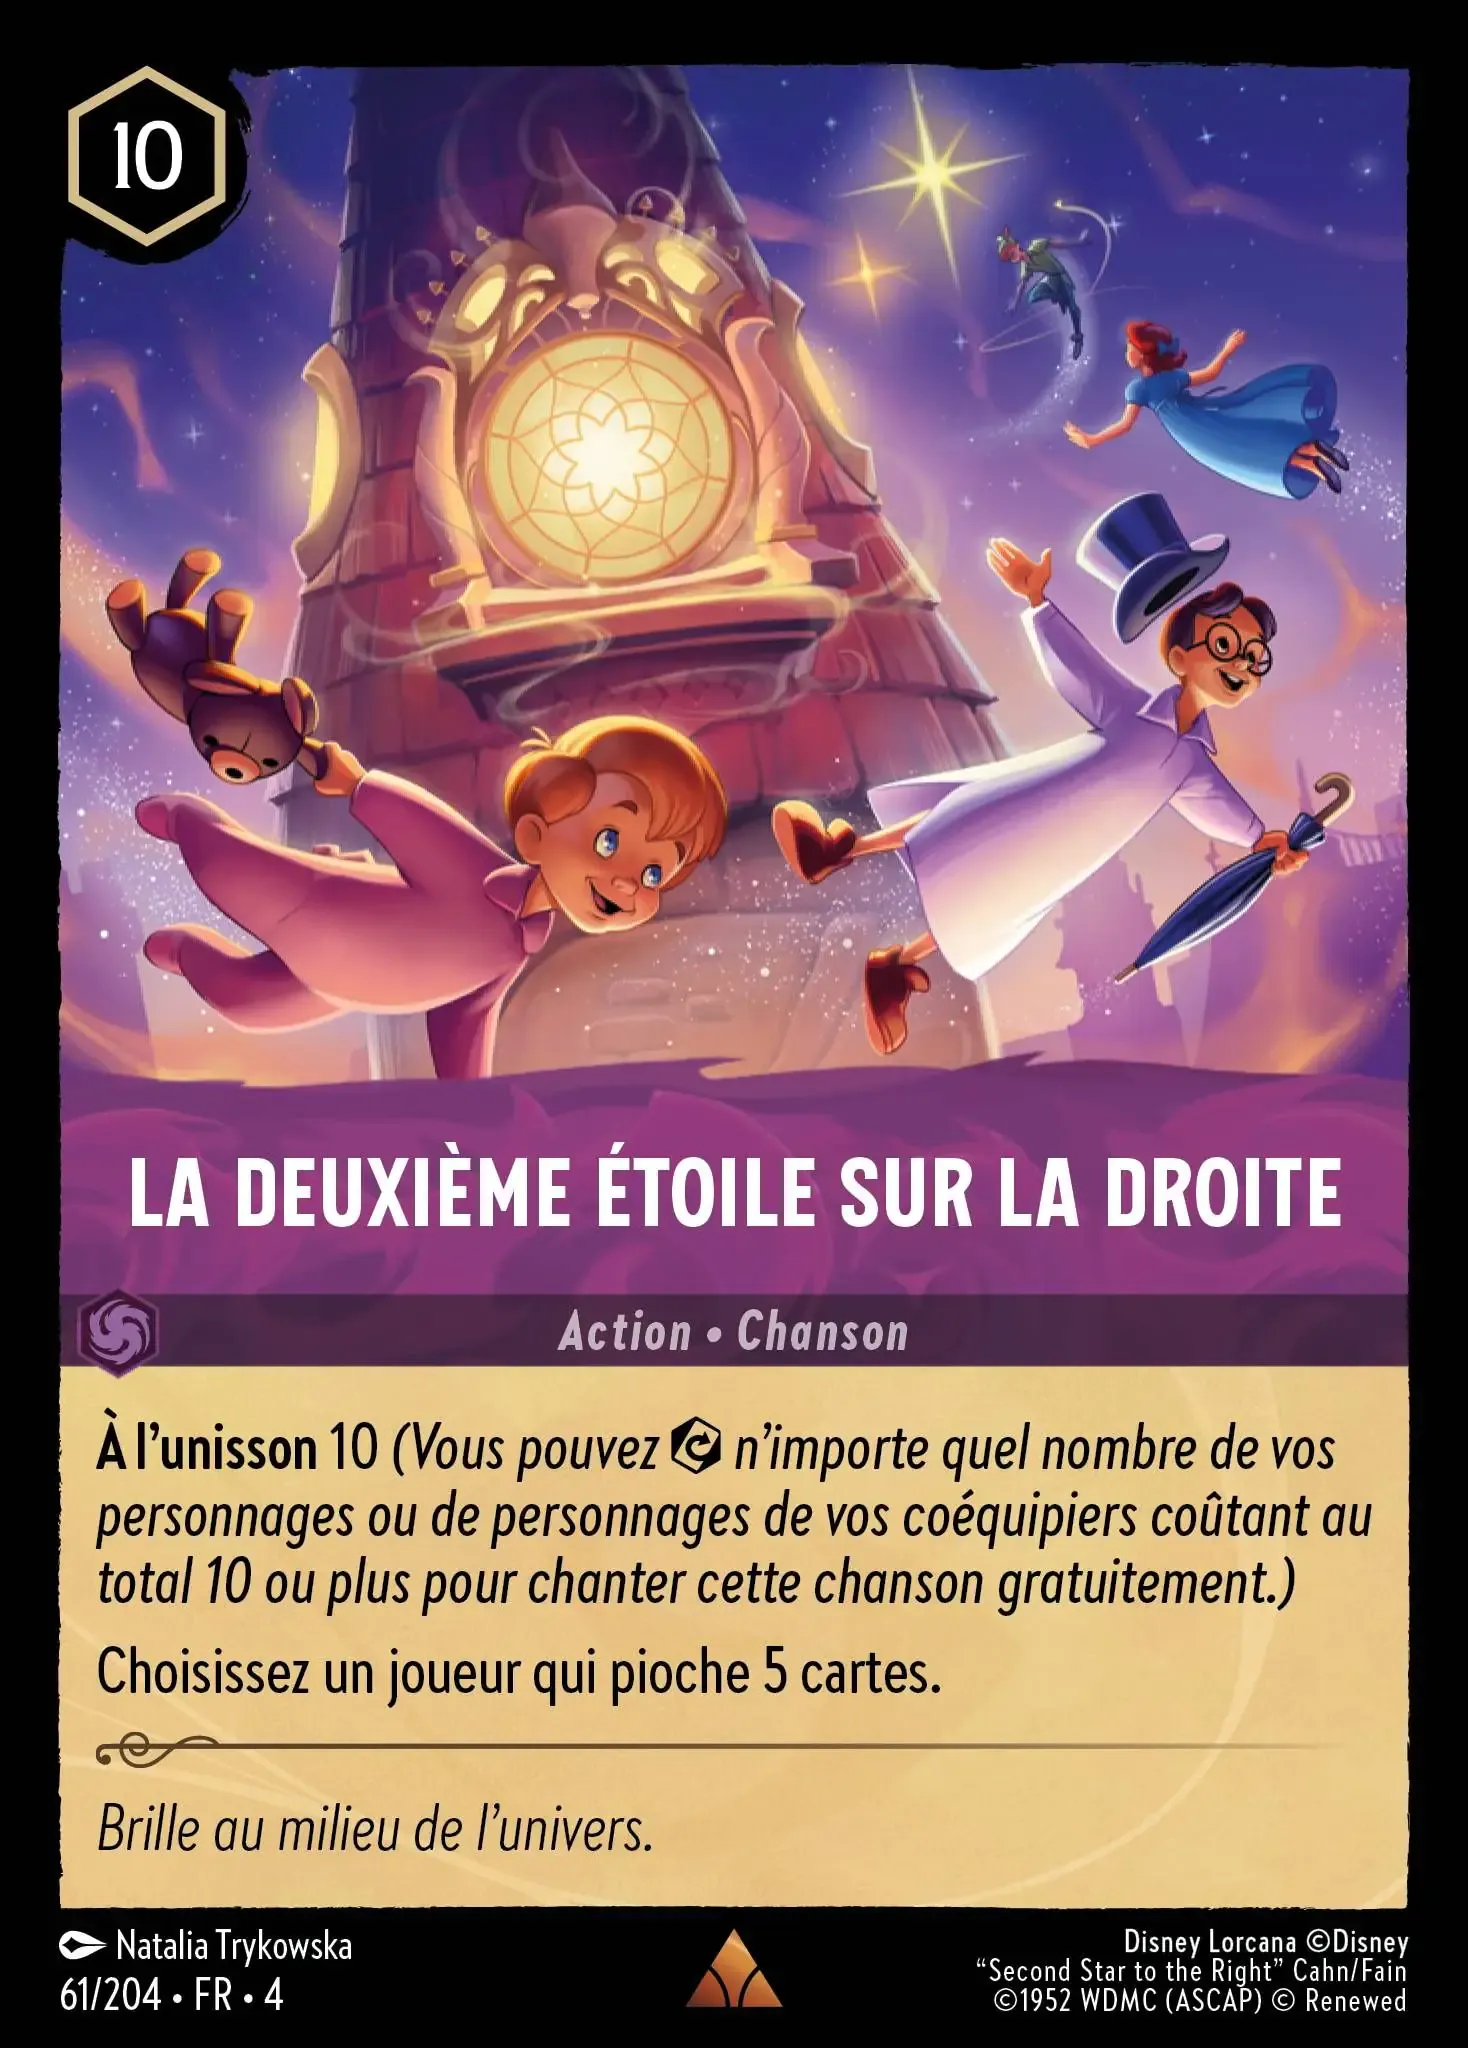 10
LA DEUXIÈME ÉTOILE SUR LA DROITE
Action • Chanson
À l'unisson 10 (Vous pouvez n'importe quel nombre de vos
personnages ou de personnages de vos coéquipiers coûtant au
total 10 ou plus pour chanter cette chanson gratuitement.)
Choisissez un joueur qui pioche 5 cartes.
Brille au milieu de l'univers.
Natalia Trykowska
61/204 • FR • 4
Disney Lorcana ©Disney
“Second Star to the Right” Cahn/Fain
©1952 WDMC (ASCAP) © Renewed